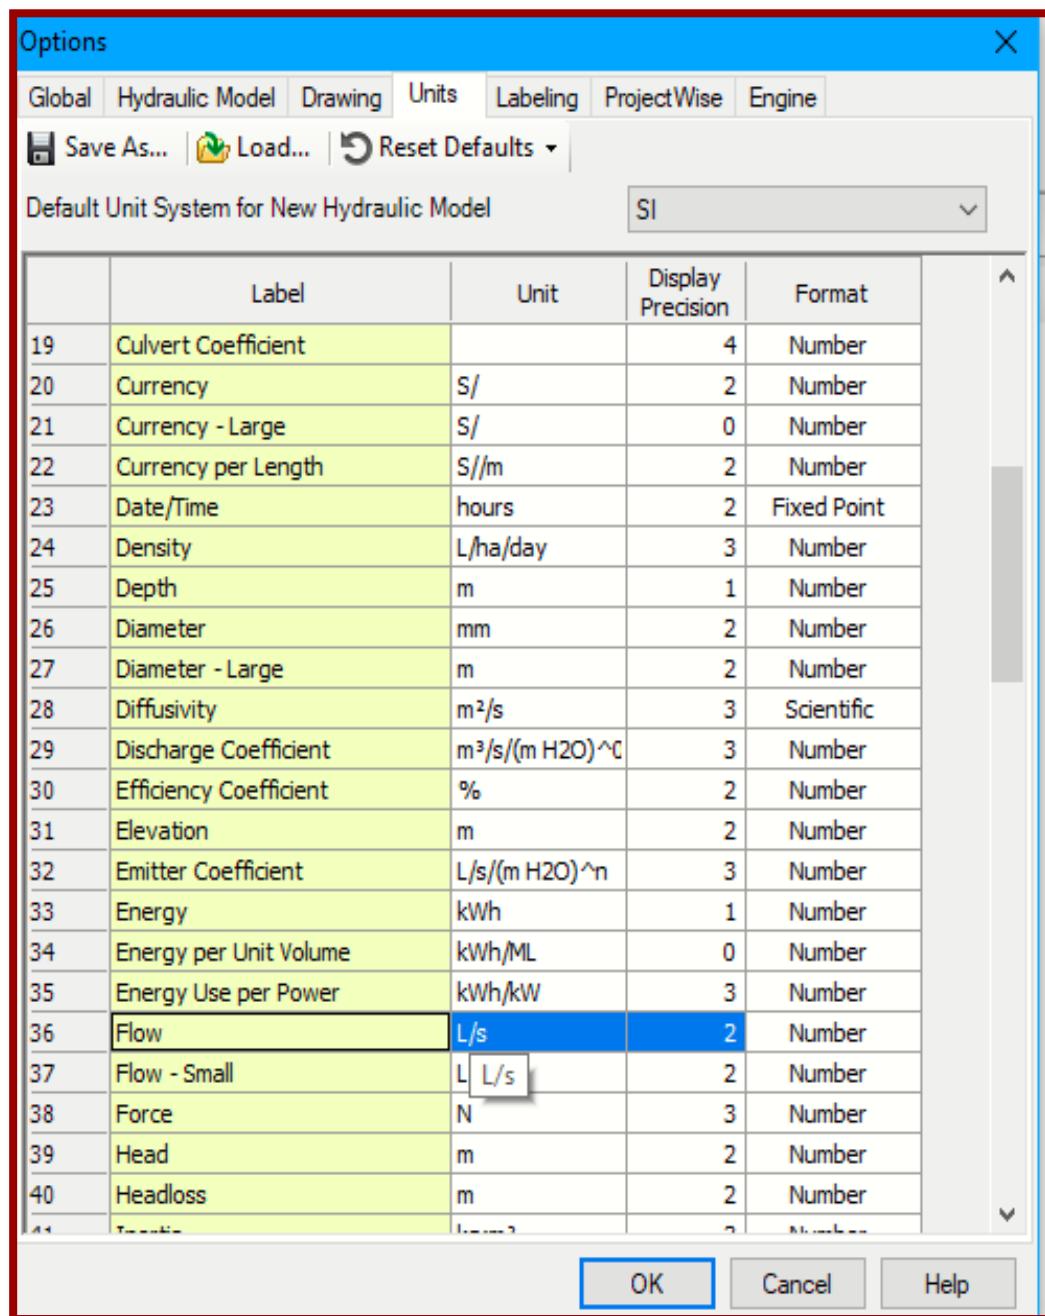 Options
Global Hydraulic Model Drawing Units Labeling ProjectWise Engine
Save As... Load... Reset Defaults
Default Unit System for New Hydraulic Model SI
Label Unit Display Precision Format
19 Culvert Coefficient 4 Number
20 Currency S/ 2 Number
21 Currency - Large S/ 0 Number
22 Currency per Length S//m 2 Number
23 Date/Time hours 2 Fixed Point
24 Density L/ha/day 3 Number
25 Depth m 1 Number
26 Diameter mm 2 Number
27 Diameter - Large m 2 Number
28 Diffusivity m²/s 3 Scientific
29 Discharge Coefficient m³/s/(m H2O)^0 3 Number
30 Efficiency Coefficient % 2 Number
31 Elevation m 2 Number
32 Emitter Coefficient L/s/(m H2O)^n 3 Number
33 Energy kWh 1 Number
34 Energy per Unit Volume kWh/ML 0 Number
35 Energy Use per Power kWh/kW 3 Number
36 Flow L/s 2 Number
37 Flow - Small L L/s 2 Number
38 Force N 3 Number
39 Head m 2 Number
40 Headloss m 2 Number
OK Cancel Help